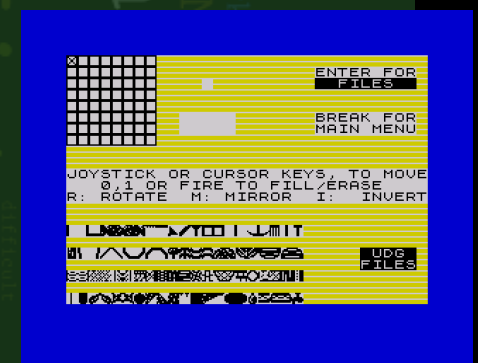 ENTER FOR
FILES
BREAK FOR
MAIN MENU
JOYSTICK OR CURSOR KEYS, TO MOVE
0,1 OR FIRE TO FILL/ERASE
R: ROTATE M: MIRROR I: INVERT
UDG
FILES